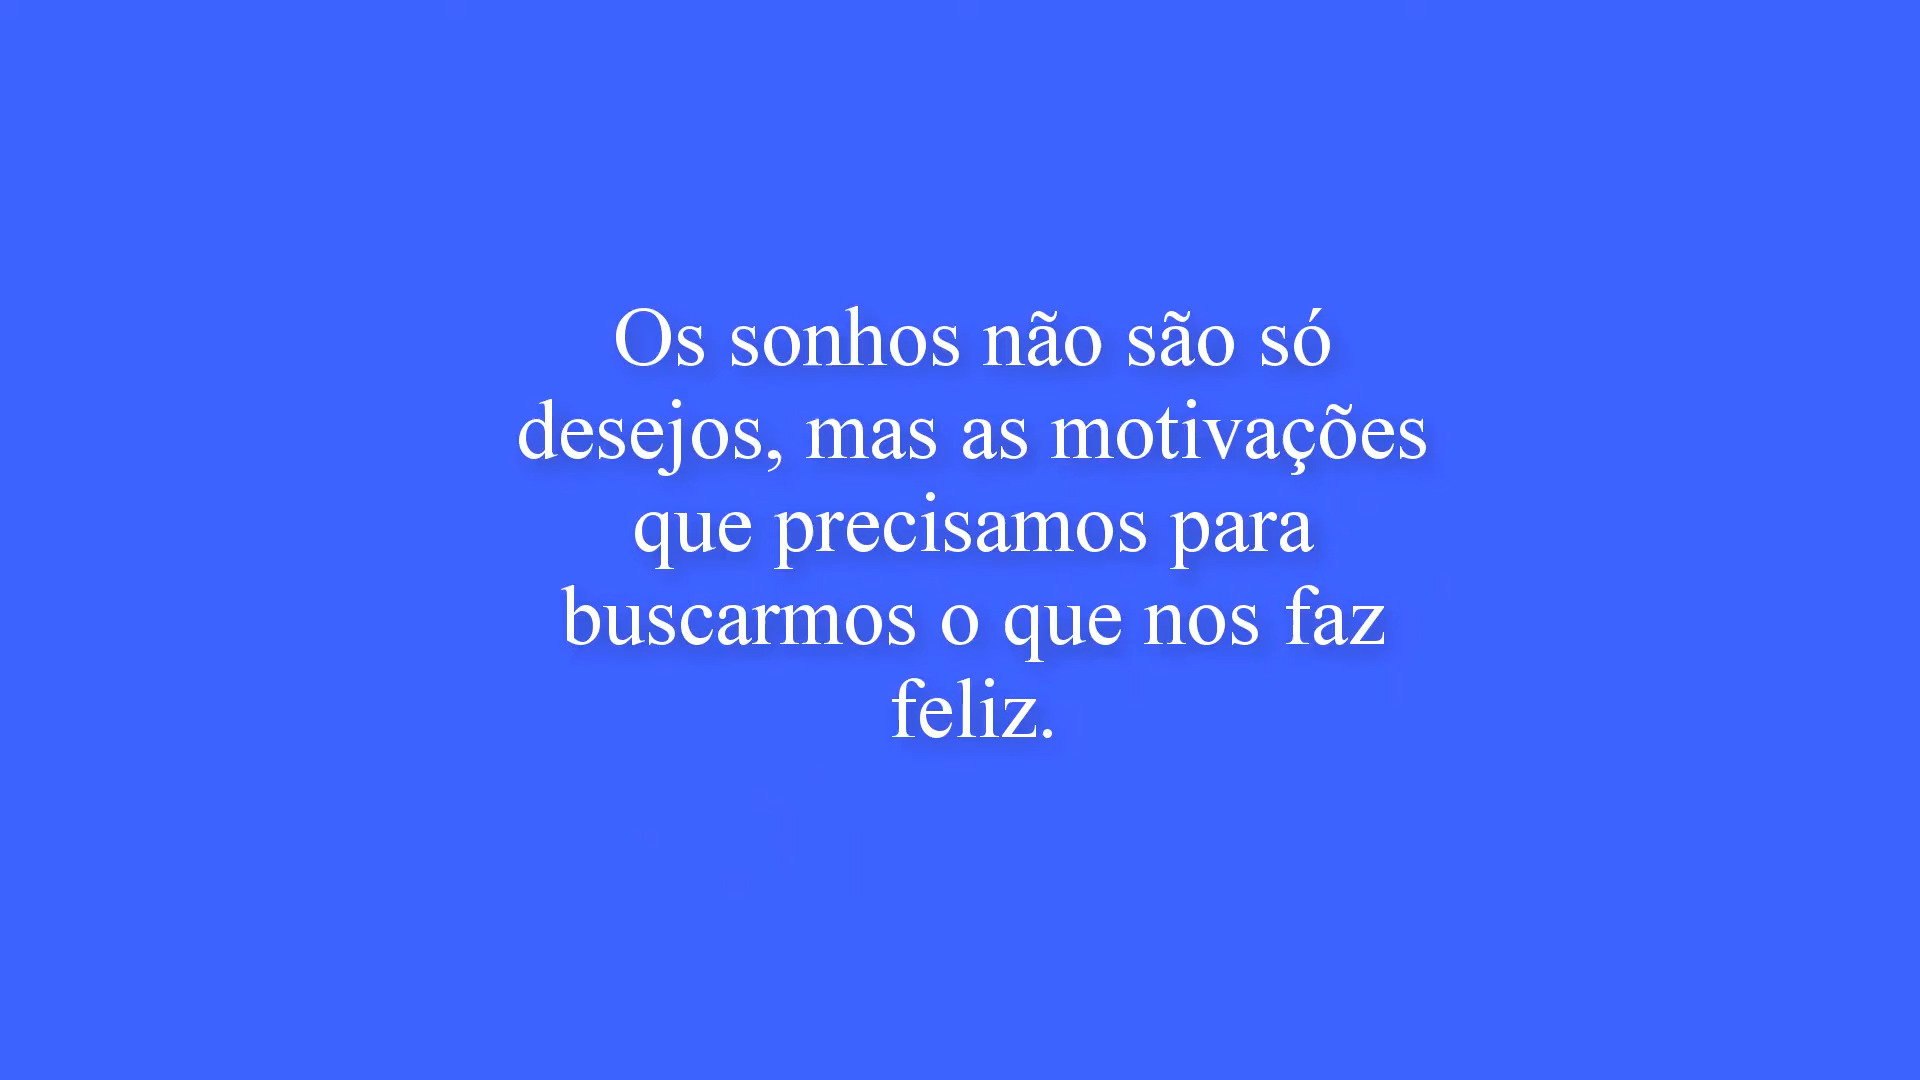 Os sonhos não são só
desejos, mas as motivações
que precisamos para
buscarmos o que nos faz
feliz.